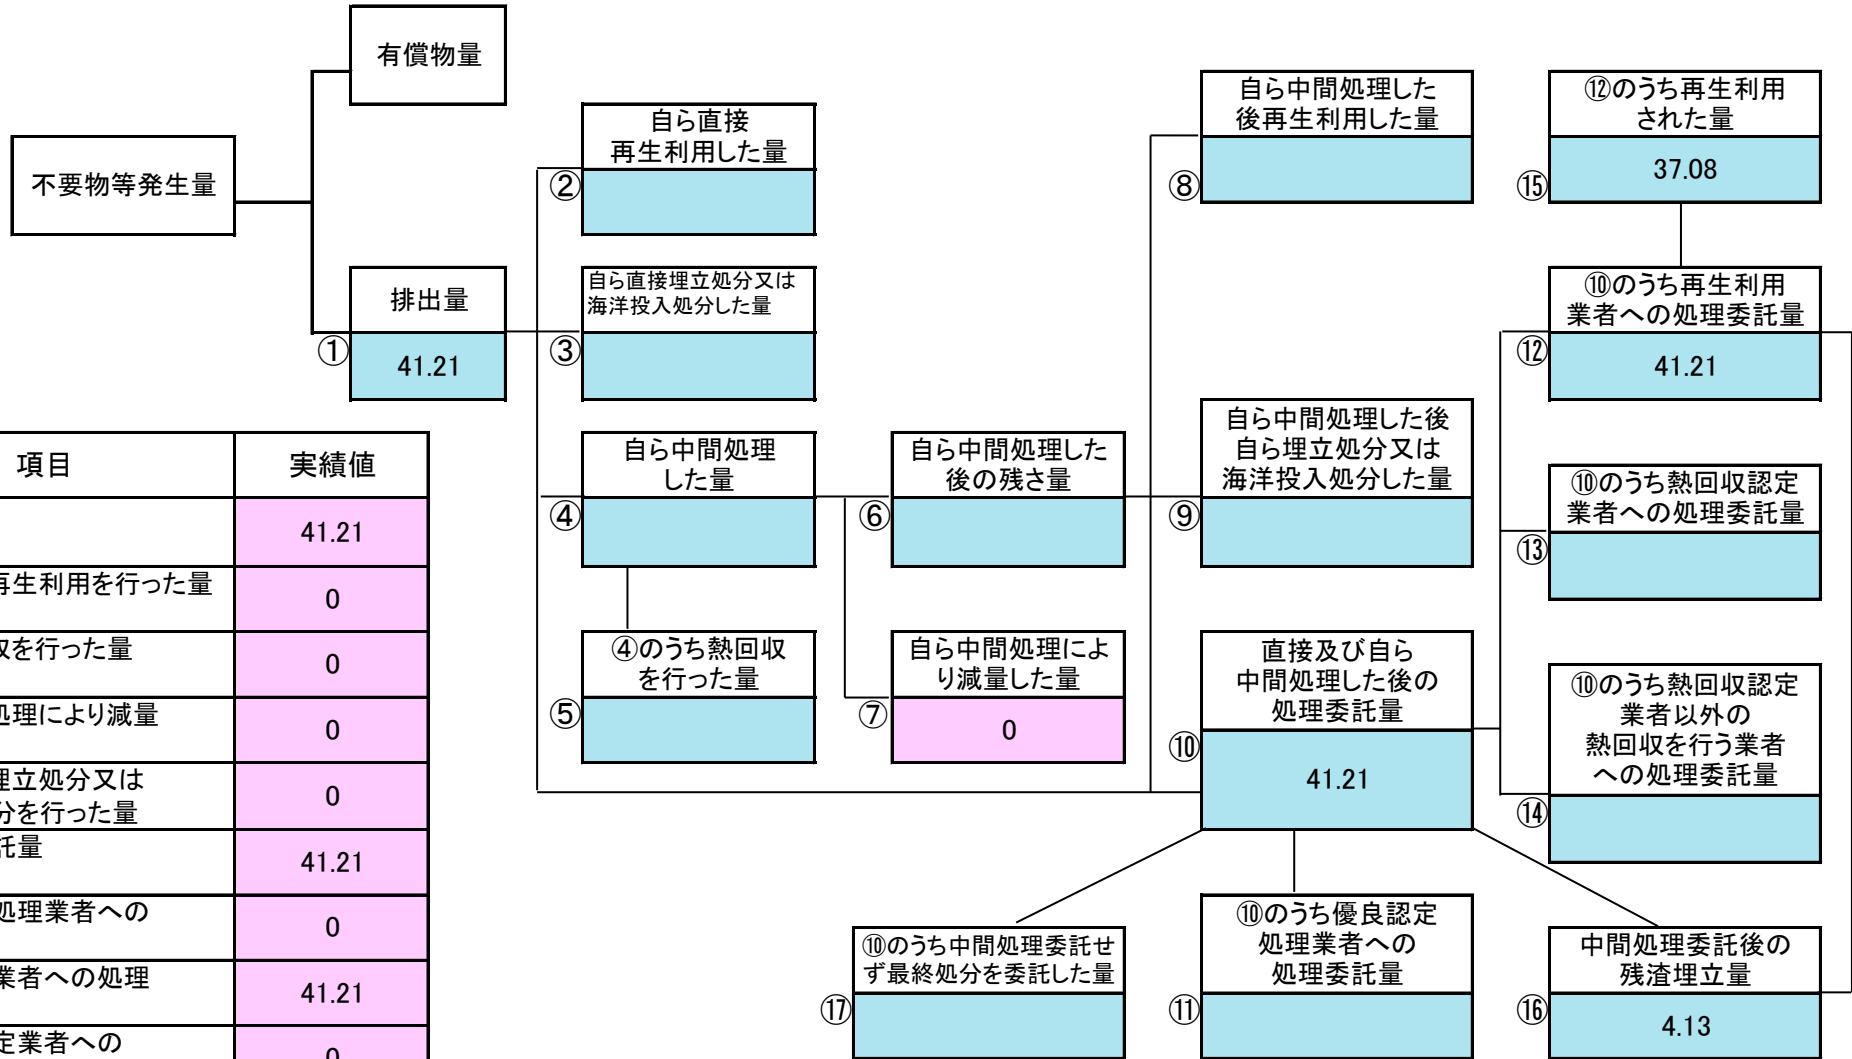 有償物量
不要物等発生量
排出量
①
41.21
自ら直接
再生利用した量
②
自ら直接埋立処分又は
海洋投入処分した量
③
自ら中間処理
した量
④
④のうち熱回収
を行った量
⑤
自ら中間処理した
後の残さ量
⑥
自ら中間処理によ
り減量した量
⑦
0
自ら中間処理した
後再生利用した量
⑧
自ら中間処理した後
自ら埋立処分又は
海洋投入処分した量
⑨
直接及び自ら
中間処理した後の
処理委託量
⑩
41.21
⑩のうち優良認定
処理業者への
処理委託量
⑪
⑫のうち再生利用
された量
⑮
37.08
⑩のうち再生利用
業者への処理委託量
⑫
41.21
⑩のうち熱回収認定
業者への処理委託量
⑬
⑩のうち熱回収認定
業者以外の
熱回収を行う業者
への処理委託量
⑭
中間処理委託後の
残渣埋立量
⑯
4.13
⑩のうち中間処理委託せ
ず最終処分を委託した量
⑰
項目
実績値
41.21
再生利用を行った量
0
を行った量
0
処理により減量
0
埋立処分又は
分を行った量
0
託量
41.21
処理業者への
0
業者への処理
41.21
定業者への
0